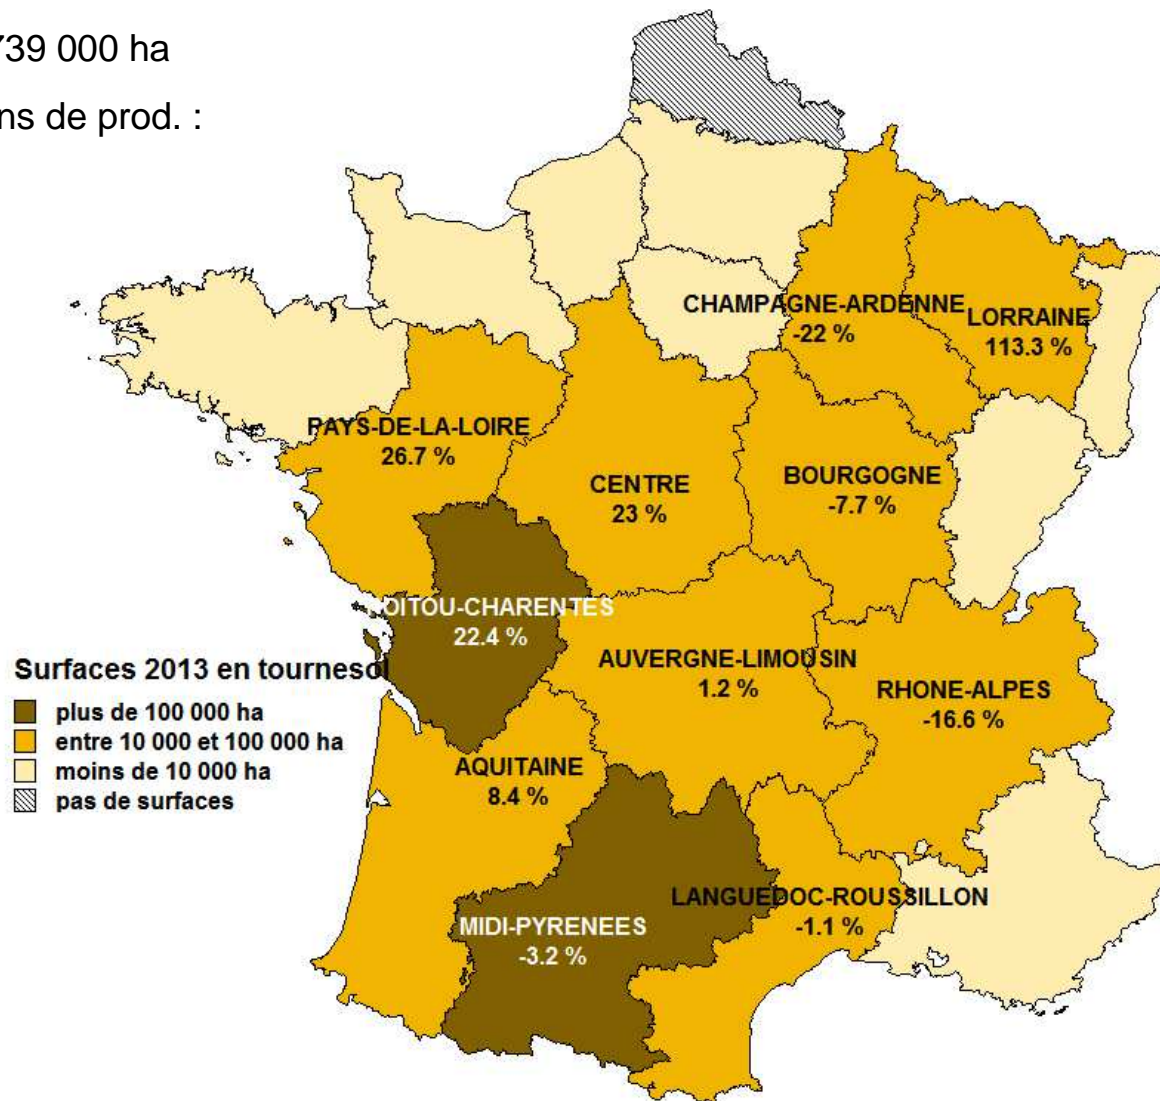 739 000 ha
ns de prod. :
CHAMPAGNE-ARDENNE
-22 %
LORRAINE
113.3 %
PAYS-DE-LA-LOIRE
26.7 %
CENTRE
23 %
BOURGOGNE
-7.7 %
POITOU-CHARENTES
22.4 %
AUVERGNE-LIMOUSIN
1.2 %
RHONE-ALPES
-16.6 %
Surfaces 2013 en tournesol
plus de 100 000 ha
entre 10 000 et 100 000 ha
moins de 10 000 ha
pas de surfaces
AQUITAINE
8.4 %
LANGUEDOC-ROUSSILLON
-1.1 %
MIDI-PYRENEES
-3.2 %